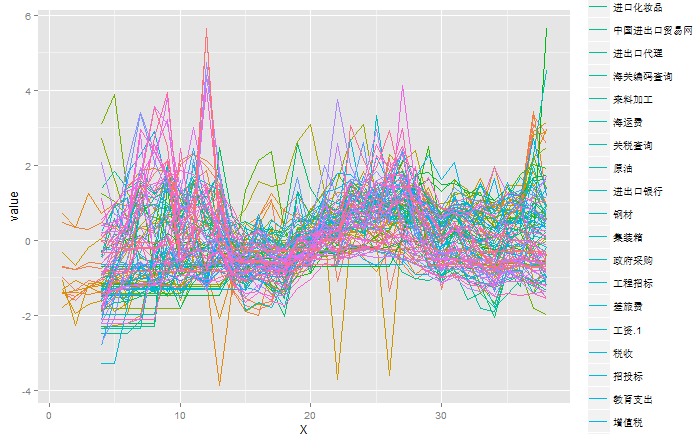 6
4
2
0
-2
-4
0
10
20
30
X
value
进口化妆品
中国进出口贸易网
进出口代理
海关编码查询
来料加工
海运费
关税查询
原油
进出口银行
钢材
集装箱
政府采购
工程招标
差旅费
工资.1
税收
招投标
教育支出
增值税